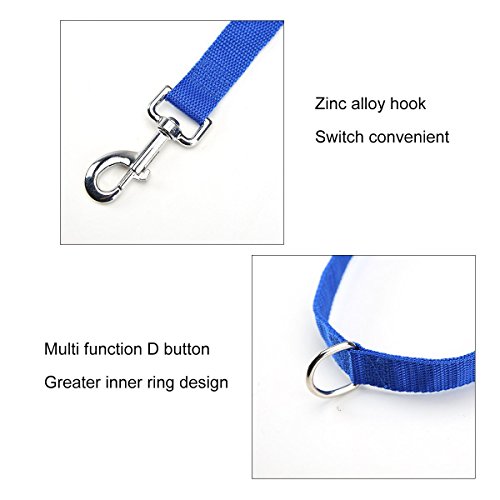 Zinc alloy hook
Switch convenient
Multi function D button
Greater inner ring design